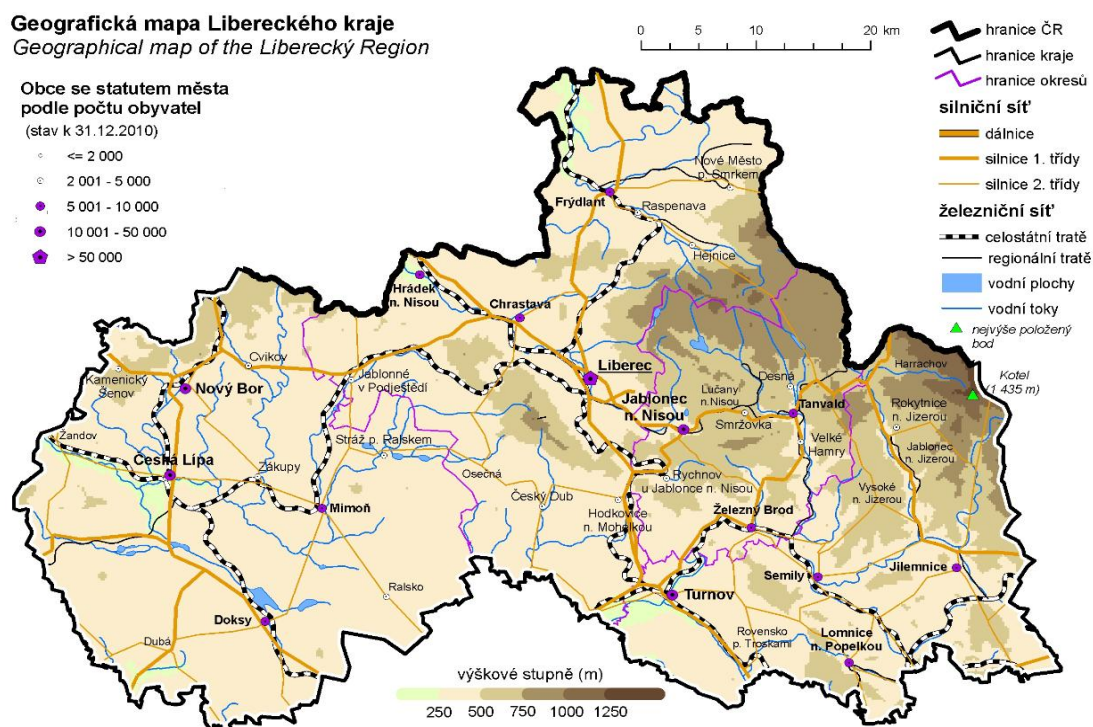 Geografická mapa Libereckého kraje
Geographical map of the Liberecký Region
0 5 10 20 km
Obce se statutem města
podle počtu obyvatel
(stav k 31.12.2010)
<= 2 000
2 001 - 5 000
5 001 - 10 000
10 001 - 50 000
> 50 000
hranice ČR
hranice kraje
hranice okresů
silniční síť
dálnice
silnice 1. třídy
silnice 2. třídy
železniční síť
celostátní tratě
regionální tratě
vodní plochy
vodní toky
nejvýše položený
bod
Kotel
(1 435 m)
Nové Město
p. Smrkem
Frýdlant
Raspenava
Hejnice
Hrádek
n. Nisou
Chrastava
Liberec
Cvikov
Kamenický
Šenov
Nový Bor
Jablonné
v Podještědí
Jablonec
n. Nisou
Lučany
n. Nisou
Desná
Smržovka
Tanvald
Velké
Hamry
Harrachov
Rokytnice
n. Jizerou
Jablonec
n. Jizerou
Vysoké
n. Jizerou
Žandov
Česká Lípa
Zákupy
Stráž p. Ralskem
Osečná
Český Dub
Rychnov
u Jablonce n. Nisou
Hodkovice
n. Mohelkou
Mimoň
Železný Brod
Semily
Jilemnice
Turnov
Ralsko
Doksy
Dubá
Rovensko
p. Troskami
Lomnice
n. Popelkou
výškové stupně (m)
250 500 750 1000 1250